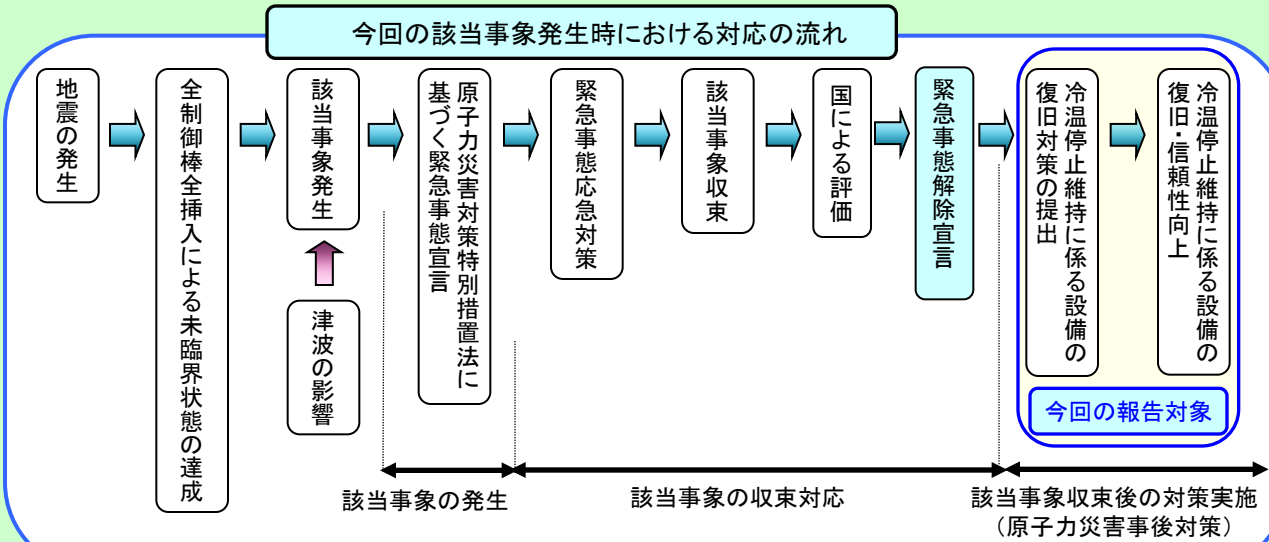 今回の該当事象発生時における対応の流れ
地震の発生
全制御棒全挿入による未臨界状態の達成
該当事象発生
津波の影響
原子力災害対策特別措置法に
基づく緊急事態宣言
緊急事態応急対策
該当事象収束
国による評価
緊急事態解除宣言
冷温停止維持に係る設備の
復旧対策の提出
冷温停止維持に係る設備の
復旧・信頼性向上
今回の報告対象
該当事象の発生
該当事象の収束対応
該当事象収束後の対策実施
（原子力災害事後対策）